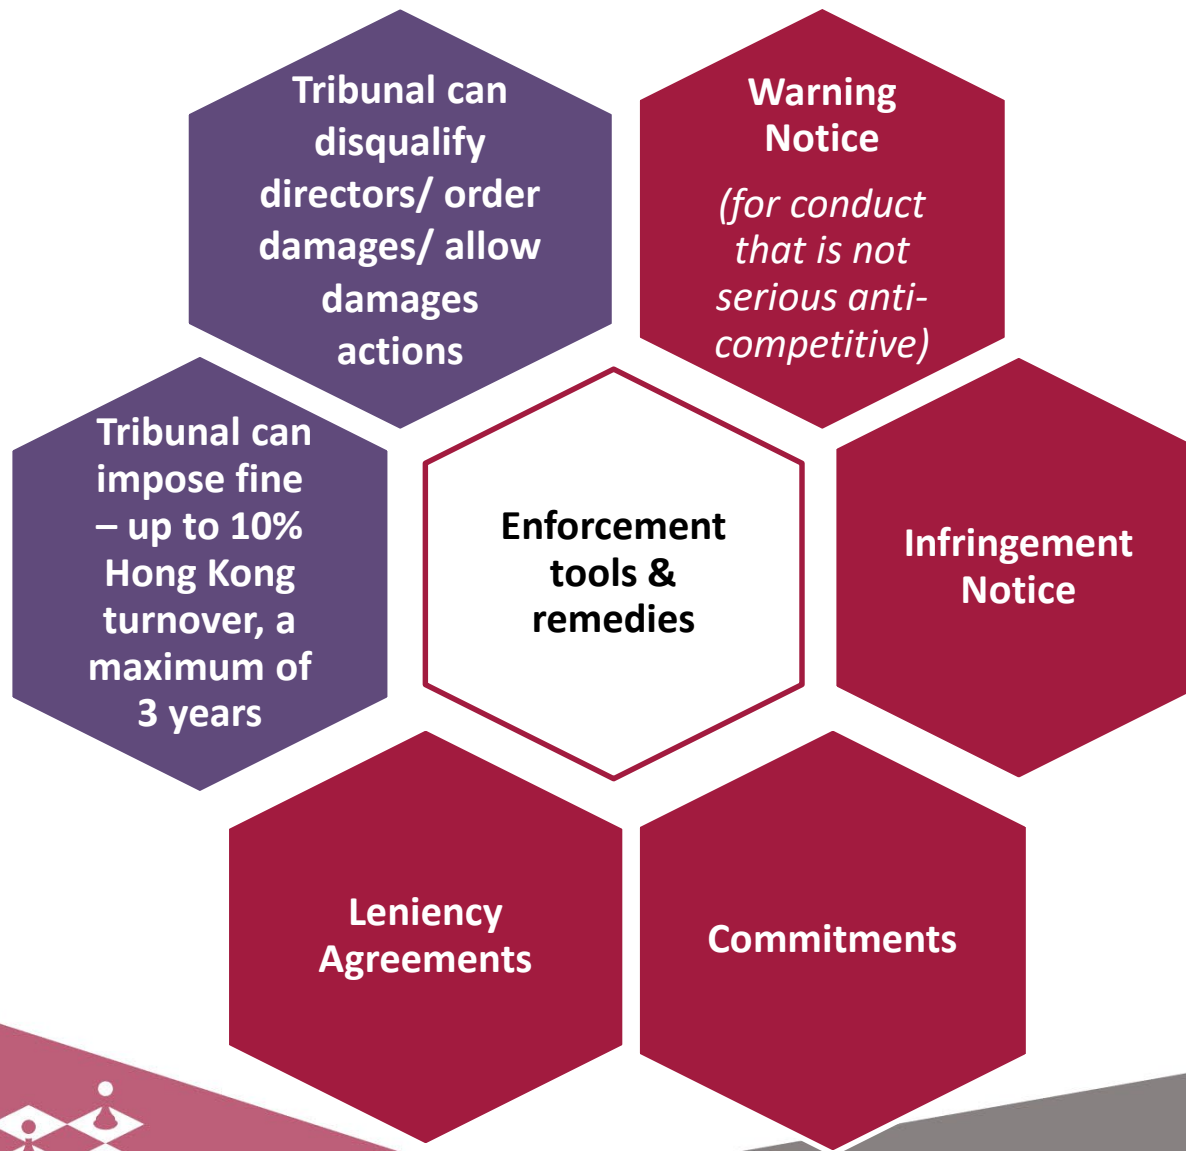 Tribunal can
disqualify
directors/ order
damages/ allow
damages
actions
Warning
Notice
(for conduct
that is not
serious anti-
competitive)
Tribunal can
impose fine
– up to 10%
Hong Kong
turnover, a
maximum of
3 years
Enforcement
tools &
remedies
Infringement
Notice
Leniency
Agreements
Commitments